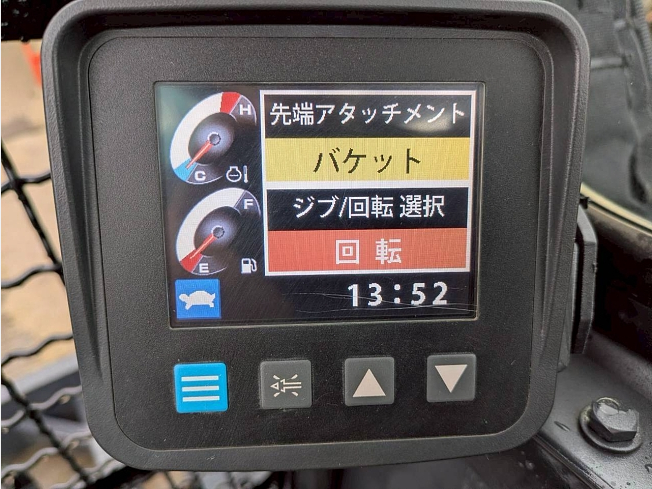 H
先端アタッチメント
バケット
C
ジブ/回転 選択
F
回 転
E
13:52